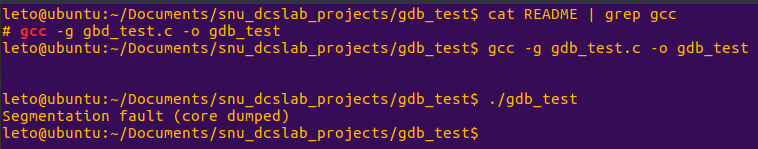 leto@ubuntu:~/Documents/snu_dcslab_projects/gdb_test$ cat README | grep gcc
# gcc -g gbd_test.c -o gdb_test
leto@ubuntu:~/Documents/snu_dcslab_projects/gdb_test$ gcc -g gdb_test.c -o gdb_test
leto@ubuntu:~/Documents/snu_dcslab_projects/gdb_test$ ./gdb_test
Segmentation fault (core dumped)
leto@ubuntu:~/Documents/snu_dcslab_projects/gdb_test$